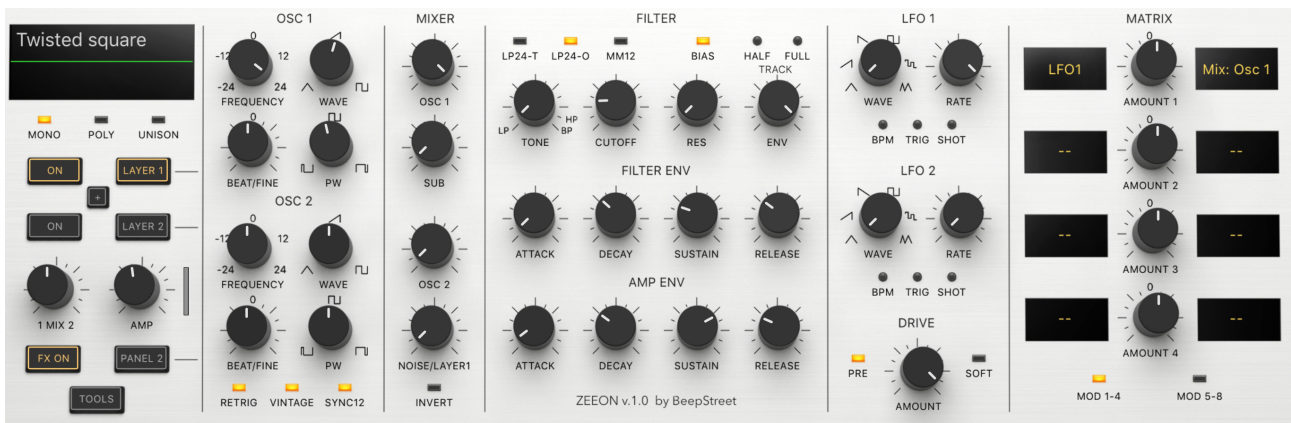 Twisted square
MONO POLY UNISON
ON LAYER 1
+
ON LAYER 2
1 MIX 2 AMP
FX ON PANEL 2
TOOLS
OSC 1
0
-12 12
-24 24
FREQUENCY WAVE
0
BEAT/FINE PW
OSC 2
0
-12 12
-24 24
FREQUENCY WAVE
0
BEAT/FINE PW
RETRIG VINTAGE SYNC12
MIXER
OSC 1
SUB
OSC 2
NOISE/LAYER1
INVERT
FILTER
LP24-T LP24-O MM12 BIAS HALF FULL
TRACK
LP HP
BP
TONE CUTOFF RES ENV
FILTER ENV
ATTACK DECAY SUSTAIN RELEASE
AMP ENV
ATTACK DECAY SUSTAIN RELEASE
ZEEON v.1.0 by BeepStreet
LFO 1
WAVE RATE
BPM TRIG SHOT
LFO 2
WAVE RATE
BPM TRIG SHOT
DRIVE
PRE SOFT
AMOUNT
MATRIX
0
LFO1 Mix: Osc 1
AMOUNT 1
0
-- --
AMOUNT 2
0
-- --
AMOUNT 3
0
-- --
AMOUNT 4
MOD 1-4 MOD 5-8